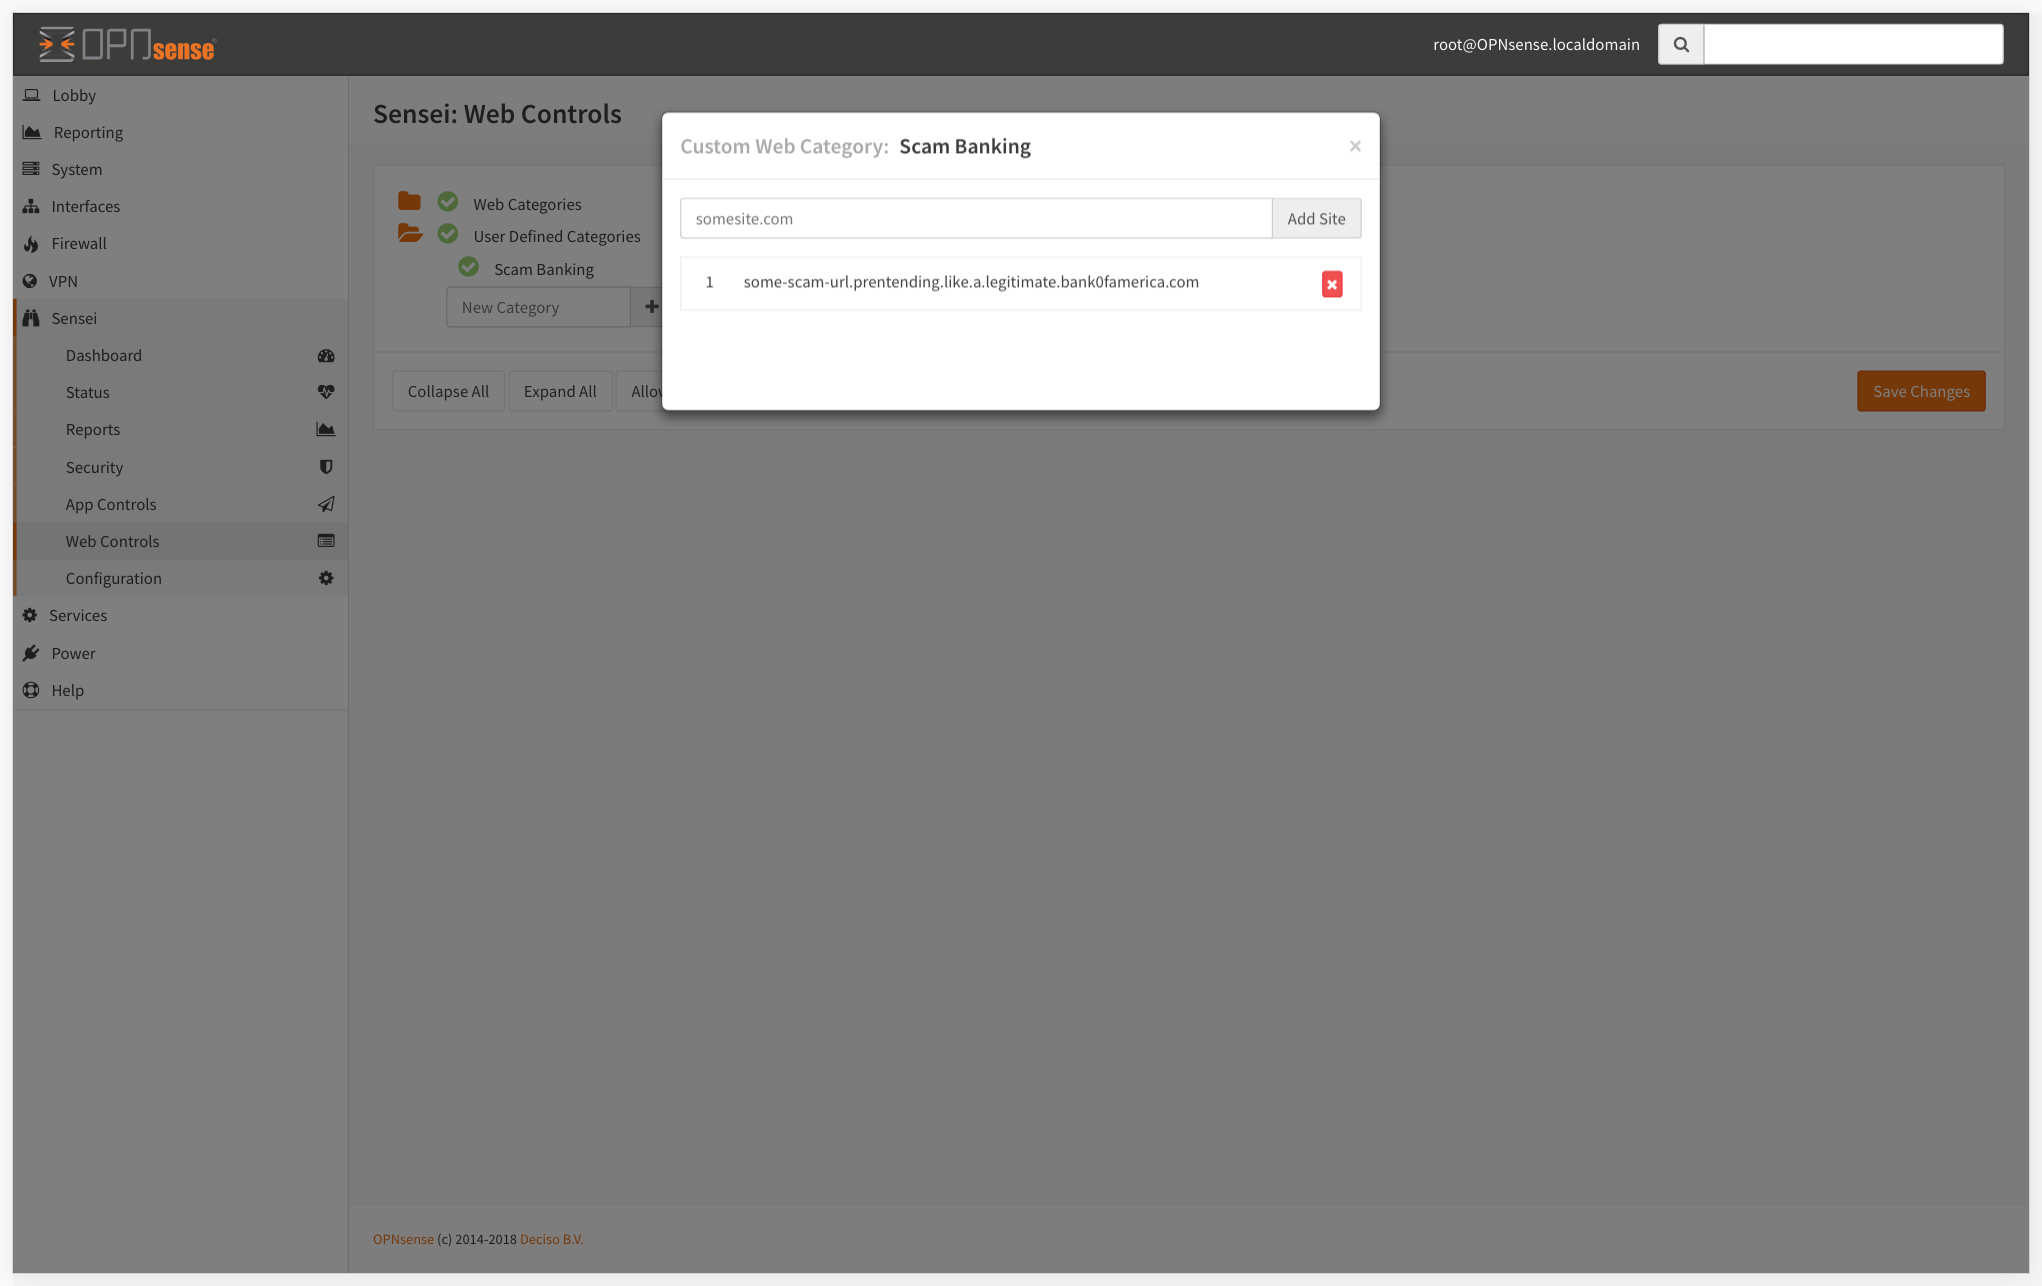 OPNsense
root@OPNsense.localdomain
Lobby
Reporting
System
Interfaces
Firewall
VPN
Sensei
Dashboard
Status
Reports
Security
App Controls
Web Controls
Configuration
Services
Power
Help
Sensei: Web Controls
Web Categories
User Defined Categories
Scam Banking
New Category
Collapse All
Expand All
Save Changes
Custom Web Category: Scam Banking
somesite.com
Add Site
1 some-scam-url.prentending.like.a.legitimate.bank0famerica.com
OPNsense (c) 2014-2018 Deciso B.V.